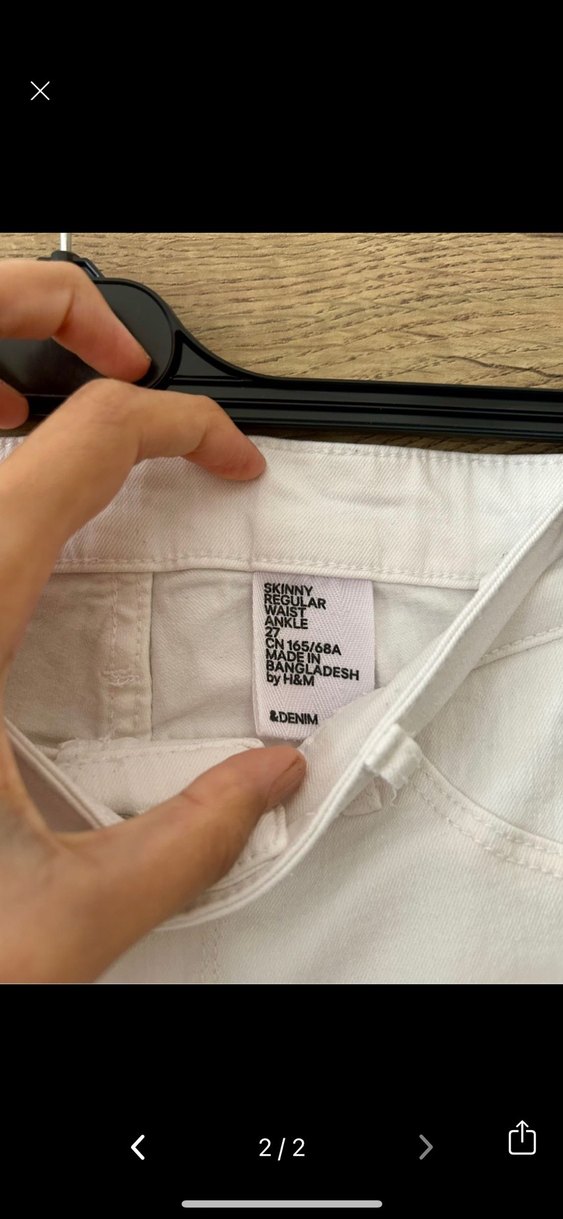 SKINNY
REGULAR
WAIST
ANKLE
27
CN 165/68A
MADE IN
BANGLADESH
by H&M
&DENIM
2 / 2